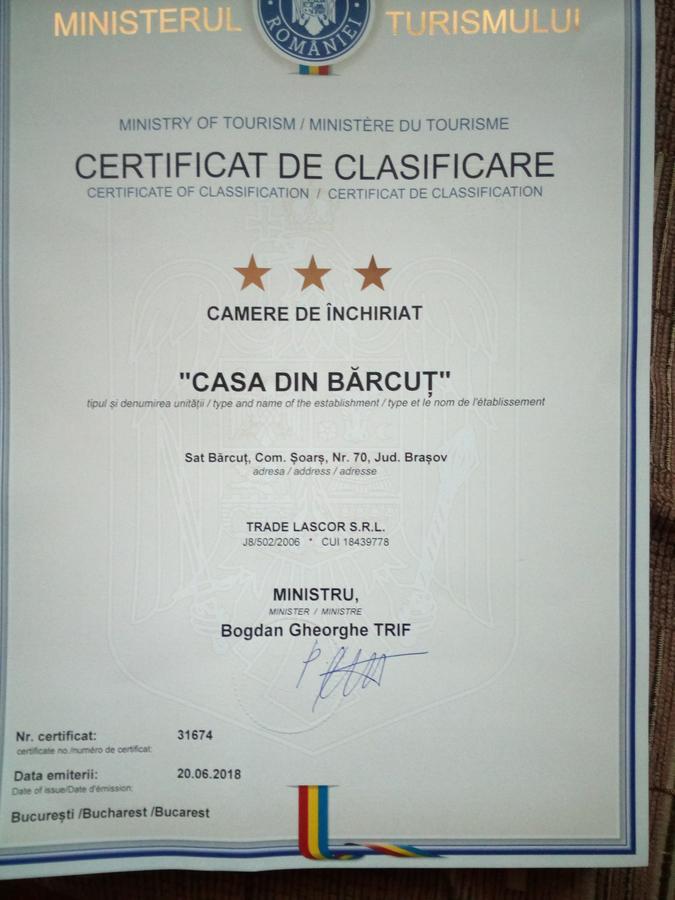 MINISTERUL TURISMULUI
ROMÂNIEI
MINISTRY OF TOURISM / MINISTÈRE DU TOURISME
CERTIFICAT DE CLASIFICARE
CERTIFICATE OF CLASSIFICATION / CERTIFICAT DE CLASSIFICATION
CAMERE DE ÎNCHIRIAT
"CASA DIN BĂRCUȚ"
tipul și denumirea unității / type and name of the establishment / type et le nom de l'établissement
Sat Bărcuț, Com. Șoarș, Nr. 70, Jud. Brașov
adresa / address / adresse
TRADE LASCOR S.R.L.
J8/502/2006 * CUI 18439778
MINISTRU,
MINISTER / MINISTRE
Bogdan Gheorghe TRIF
Nr. certificat: 31674
certificate no./numéro de certificat:
Data emiterii: 20.06.2018
Date of issue/Date d'émission:
București /Bucharest /Bucarest